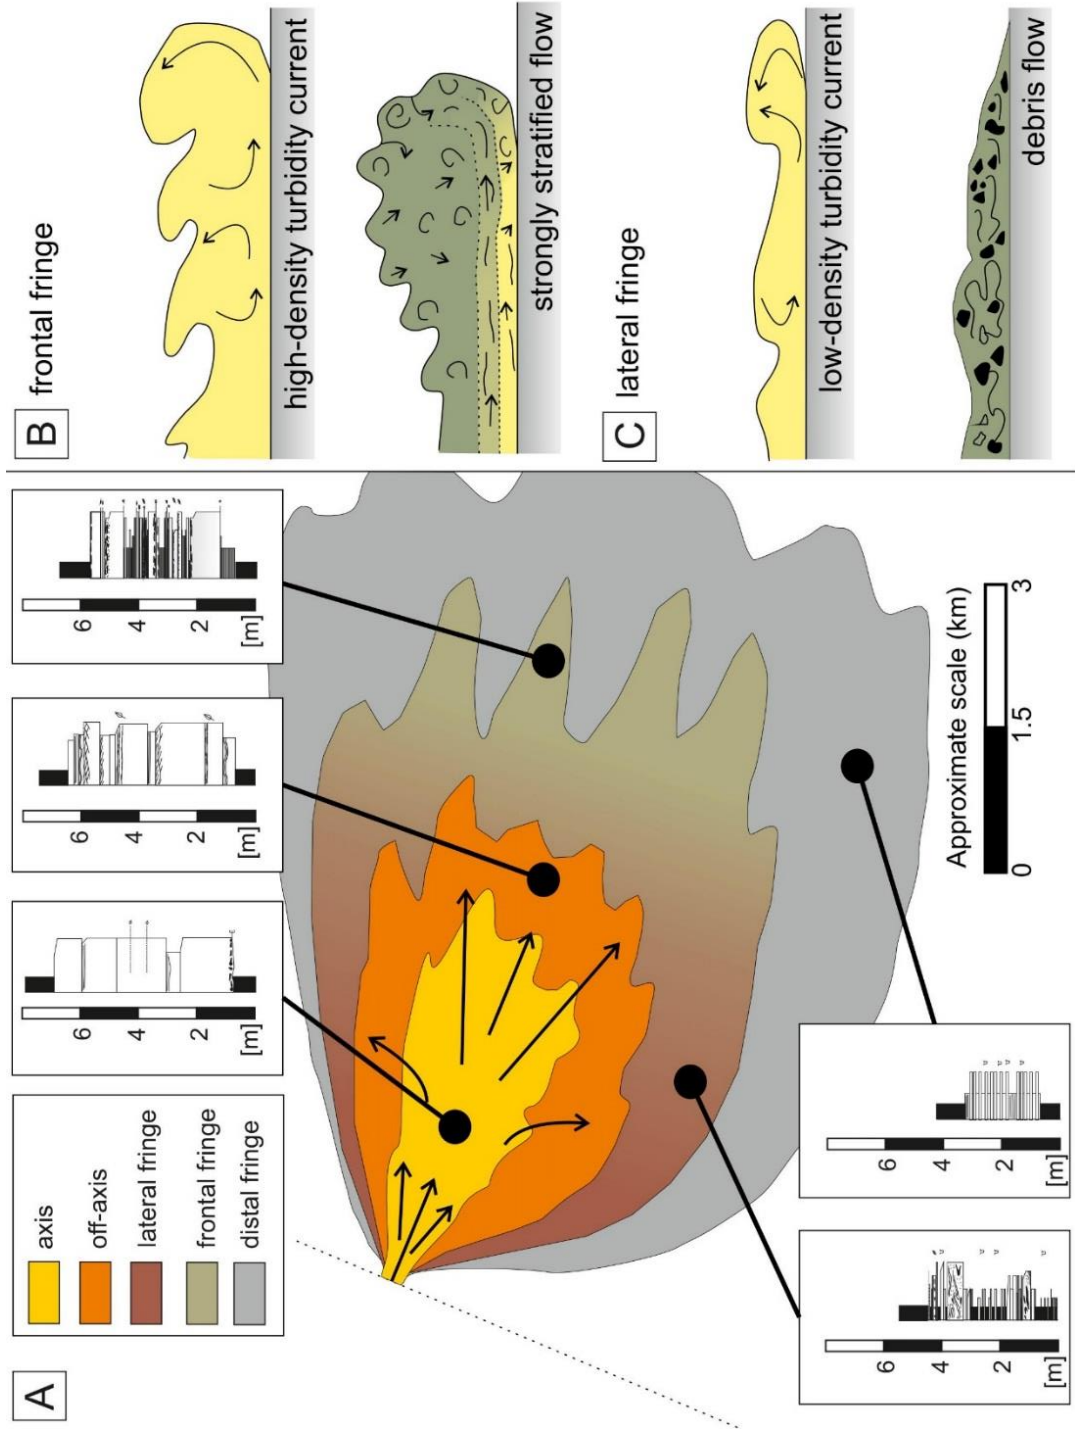 A
axis
off-axis
lateral fringe
frontal fringe
distal fringe
6
4
2
[m]
6
4
2
[m]
6
4
2
[m]
6
4
2
[m]
6
4
2
[m]
Approximate scale (km)
0
1.5
3
B
frontal fringe
high-density turbidity current
strongly stratified flow
C
lateral fringe
low-density turbidity current
debris flow